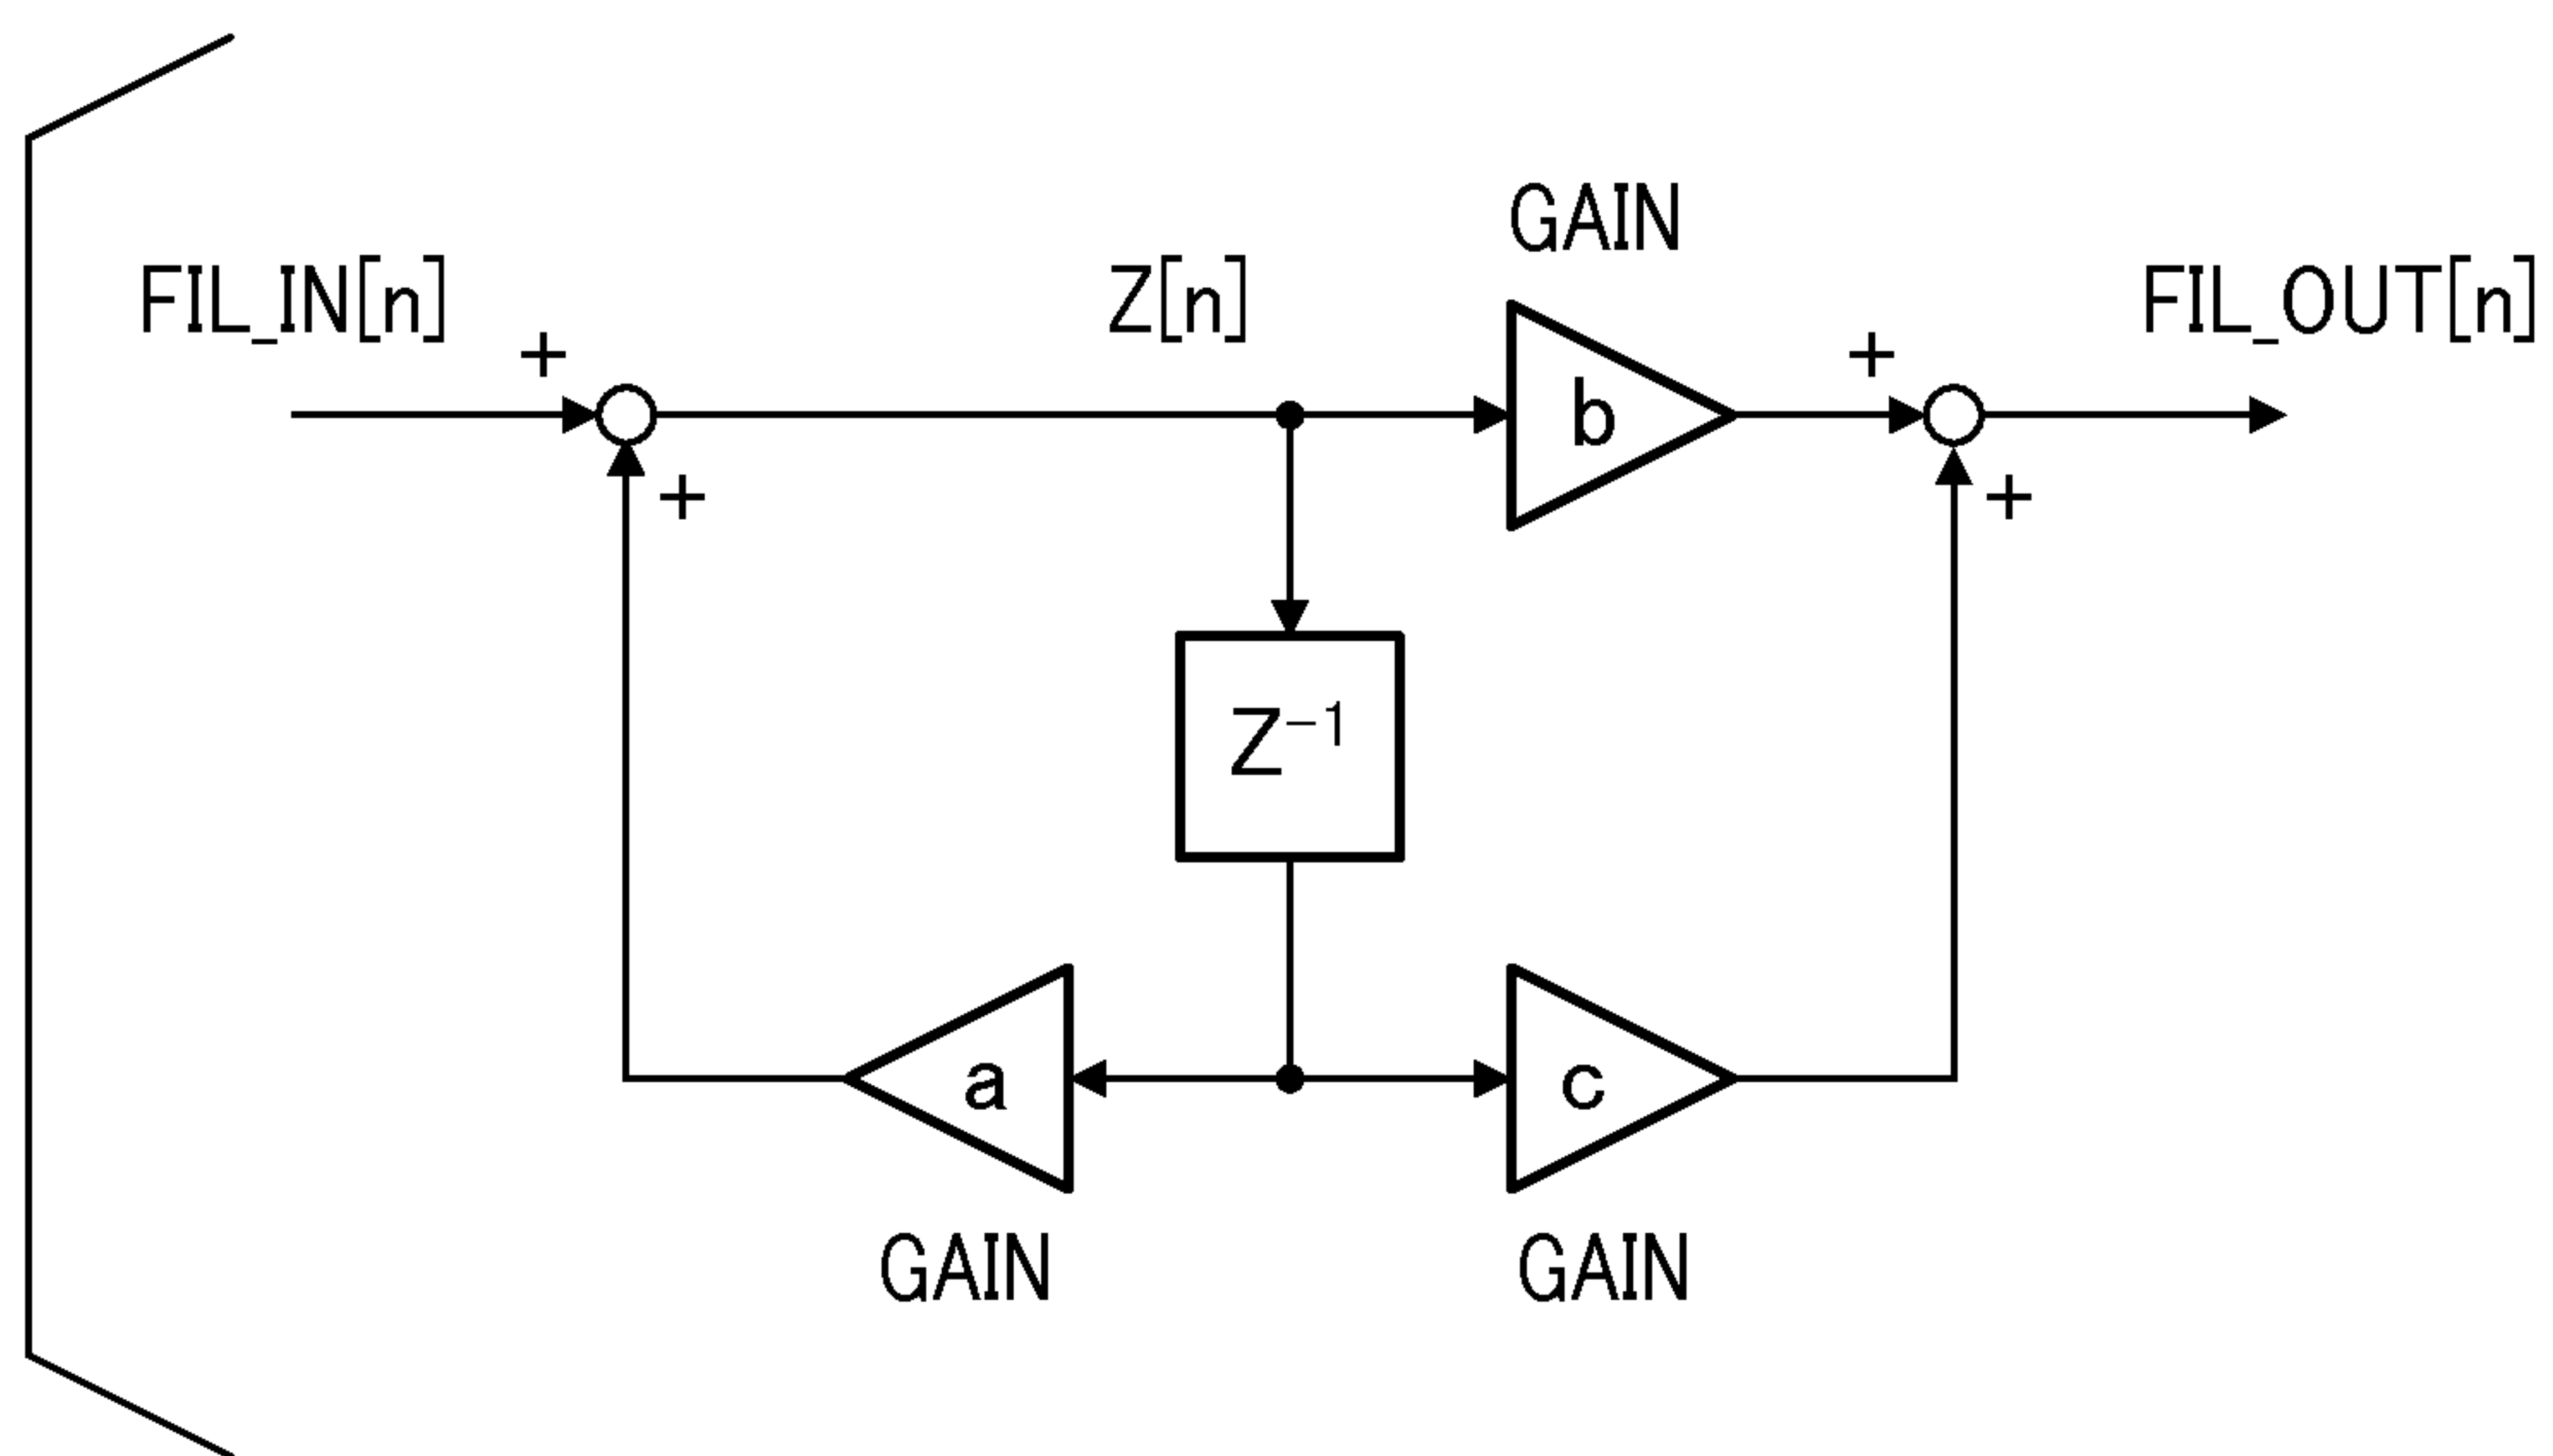 GAIN
FIL_IN[n]
Z[n]
FIL_OUT[n]
+
+
b
+
+
Z⁻¹
a
c
GAIN
GAIN